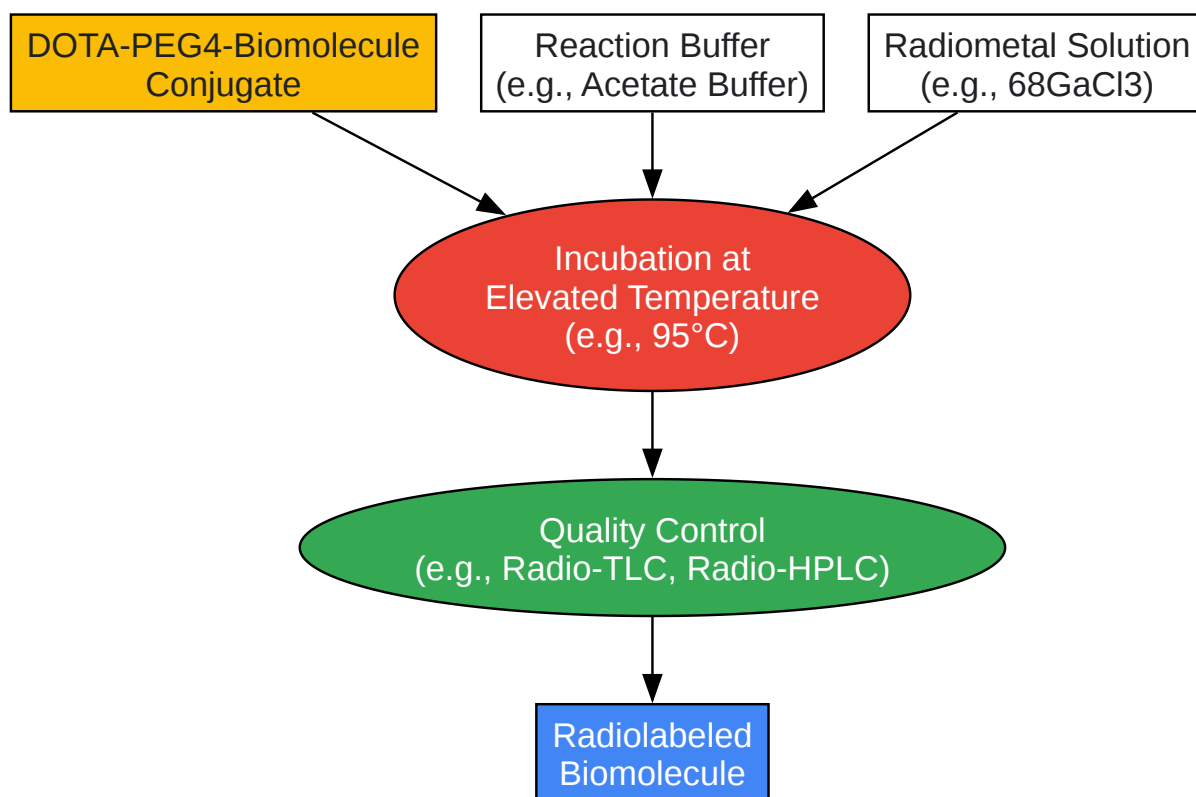 DOTA-PEG4-Biomolecule
Conjugate
Reaction Buffer
(e.g., Acetate Buffer)
Radiometal Solution
(e.g., 68GaCl3)
Incubation at
Elevated Temperature
(e.g., 95°C)
Quality Control
(e.g., Radio-TLC, Radio-HPLC)
Radiolabeled
Biomolecule